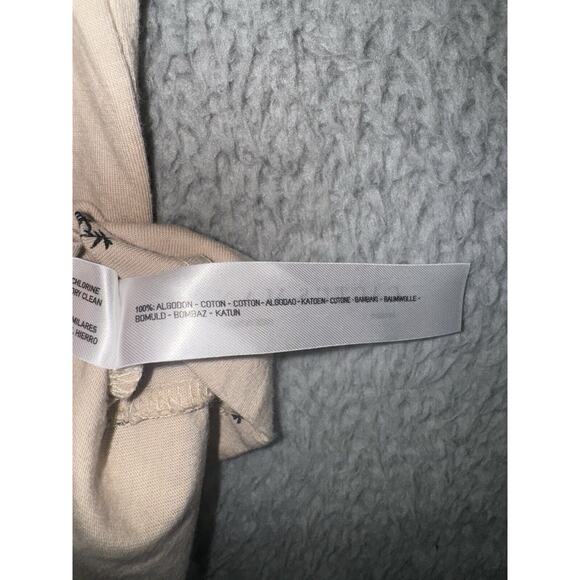 CHLORINE
DRY CLEAN
SIMILARES
HIERRO
100%: ALGODON - COTON - COTTON - ALGODAO - KATOEN - COTONE - BAMBAKI - BAUMWOLLE -
BOMULD - BOMBAZ - KATUN